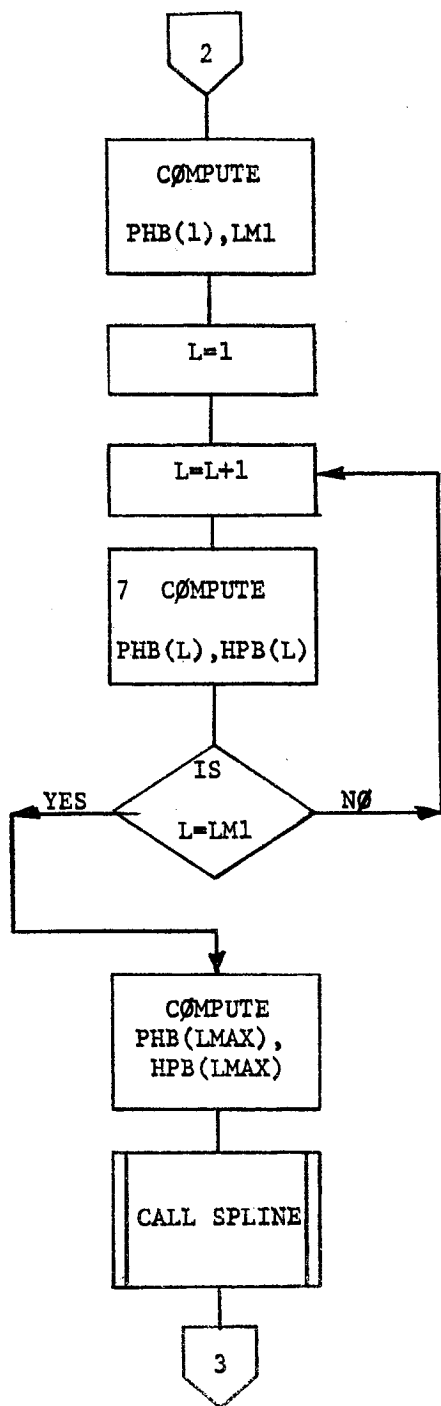 2
CØMPUTE
PHB(1),LM1
L=1
L=L+1
7 CØMPUTE
PHB(L),HPB(L)
IS
L=LM1
YES
NØ
CØMPUTE
PHB(LMAX),
HPB(LMAX)
CALL SPLINE
3